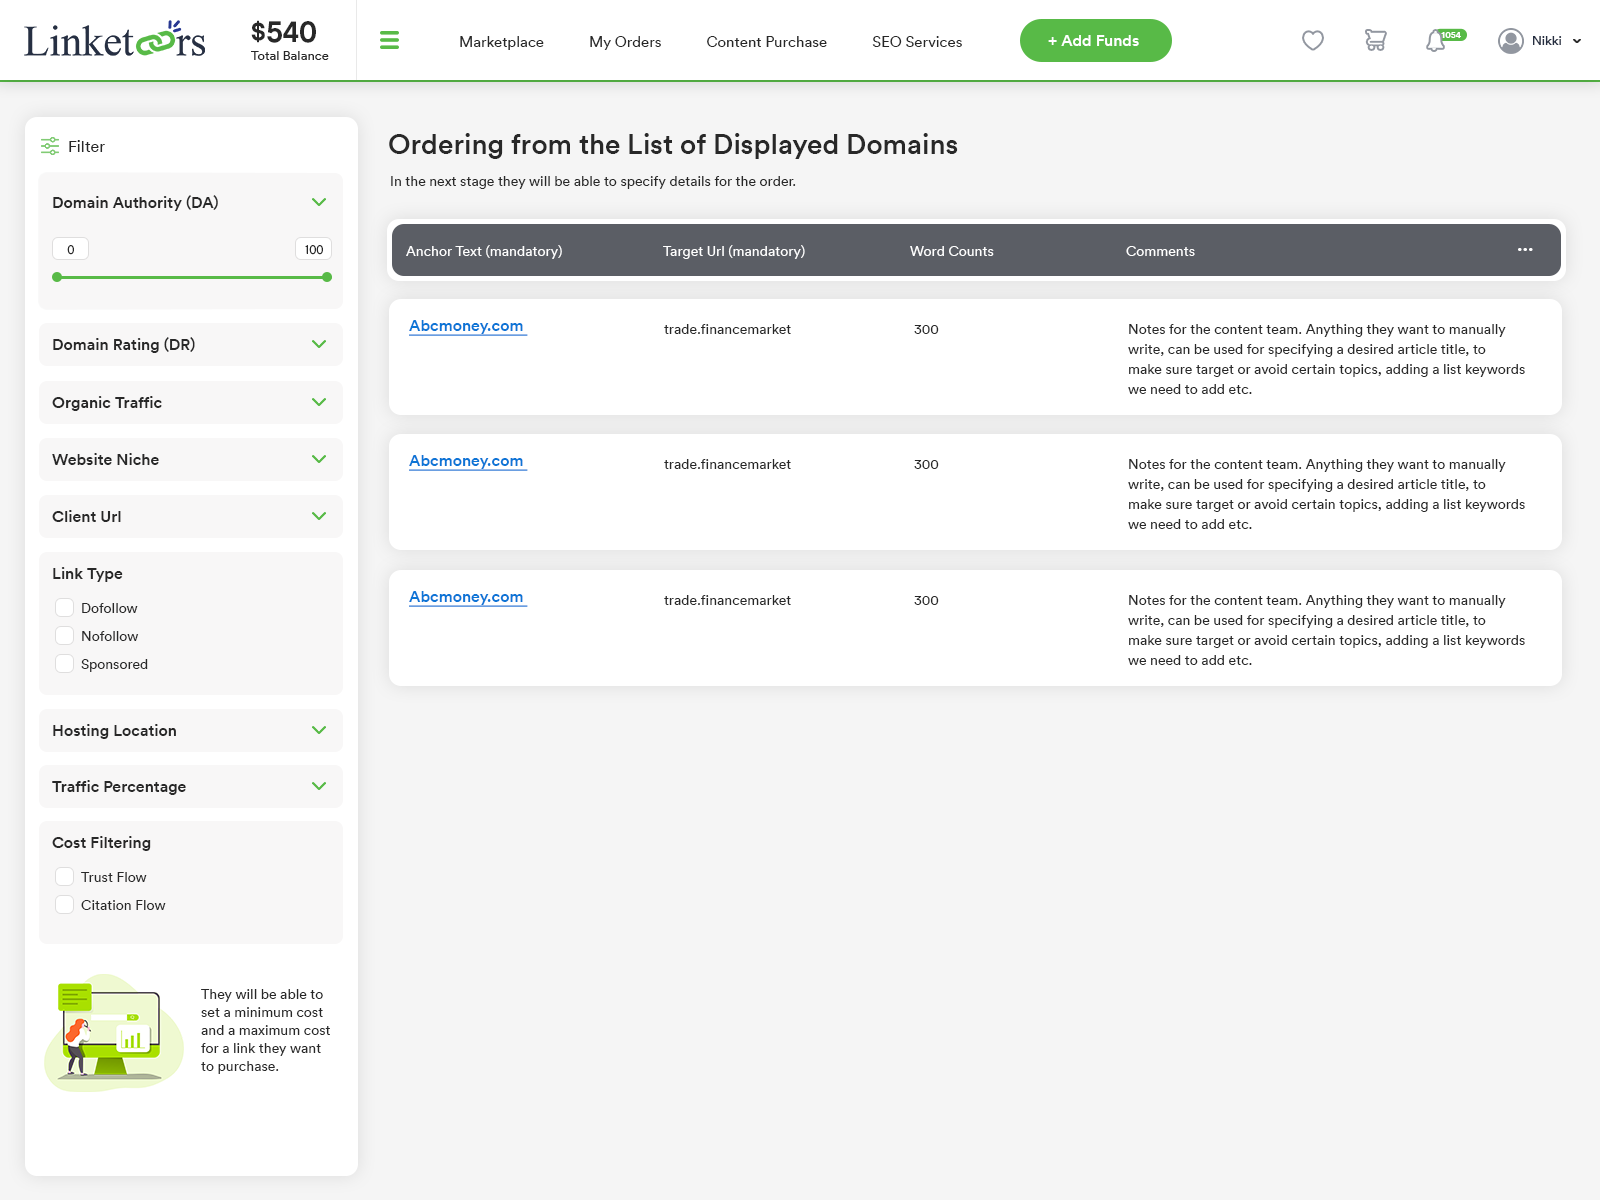 Linketors
$540
Total Balance
Marketplace
My Orders
Content Purchase
SEO Services
+ Add Funds
1054
Nikki
Filter
Domain Authority (DA)
0
100
Domain Rating (DR)
Organic Traffic
Website Niche
Client Url
Link Type
Dofollow
Nofollow
Sponsored
Hosting Location
Traffic Percentage
Cost Filtering
Trust Flow
Citation Flow
They will be able to
set a minimum cost
and a maximum cost
for a link they want
to purchase.
Ordering from the List of Displayed Domains
In the next stage they will be able to specify details for the order.
Anchor Text (mandatory)
Target Url (mandatory)
Word Counts
Comments
Abcmoney.com
trade.financemarket
300
Notes for the content team. Anything they want to manually
write, can be used for specifying a desired article title, to
make sure target or avoid certain topics, adding a list keywords
we need to add etc.
Abcmoney.com
trade.financemarket
300
Notes for the content team. Anything they want to manually
write, can be used for specifying a desired article title, to
make sure target or avoid certain topics, adding a list keywords
we need to add etc.
Abcmoney.com
trade.financemarket
300
Notes for the content team. Anything they want to manually
write, can be used for specifying a desired article title, to
make sure target or avoid certain topics, adding a list keywords
we need to add etc.